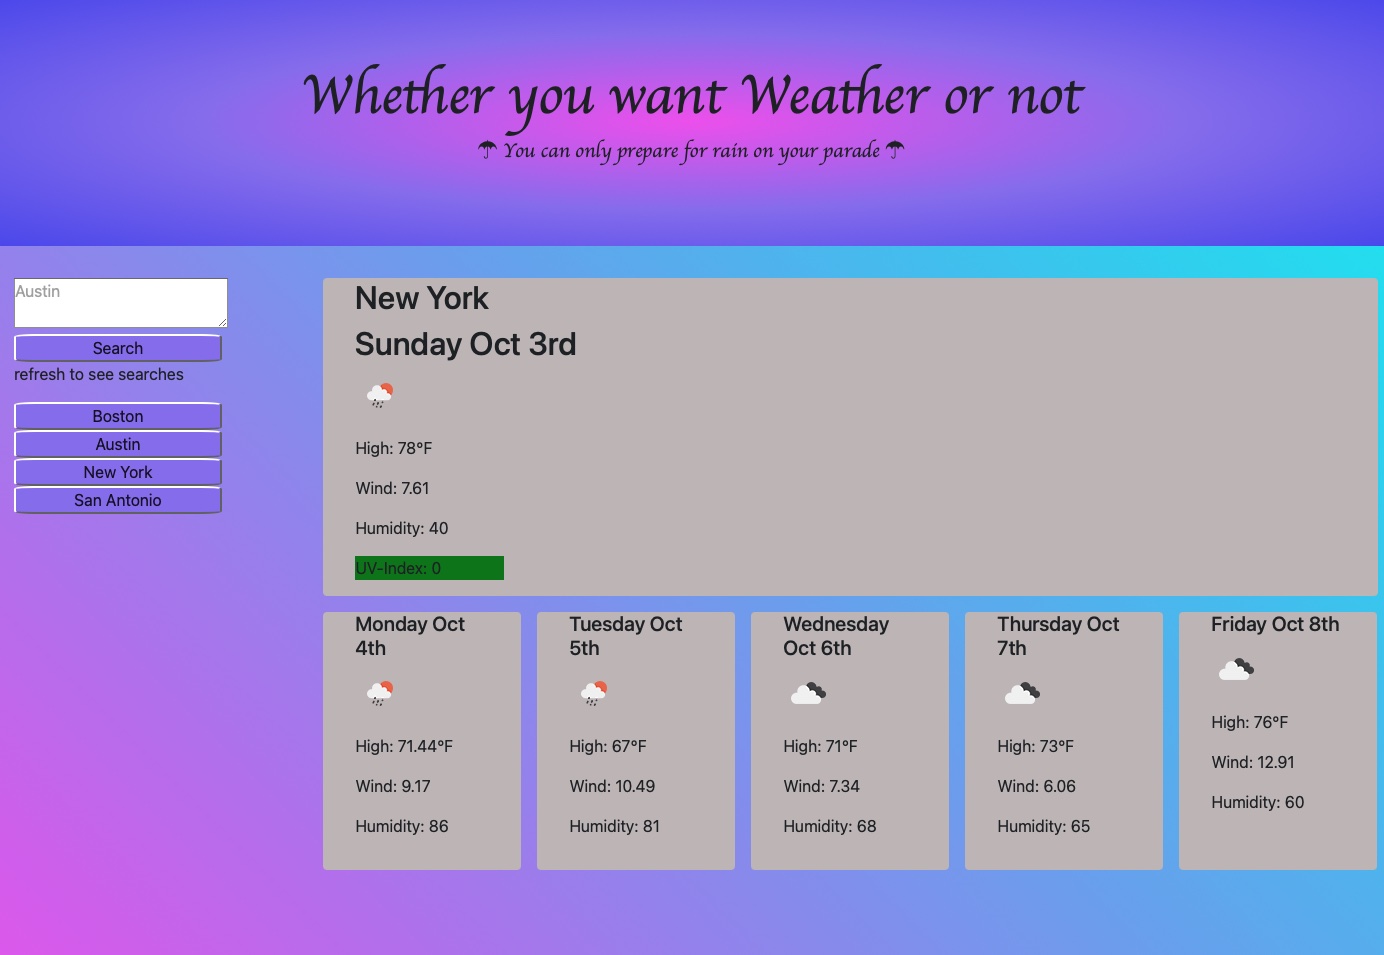 Whether you want Weather or not
☂ You can only prepare for rain on your parade ☂
Austin
Search
refresh to see searches
Boston
Austin
New York
San Antonio
New York
Sunday Oct 3rd
High: 78°F
Wind: 7.61
Humidity: 40
UV-Index: 0
Monday Oct
4th
High: 71.44°F
Wind: 9.17
Humidity: 86
Tuesday Oct
5th
High: 67°F
Wind: 10.49
Humidity: 81
Wednesday
Oct 6th
High: 71°F
Wind: 7.34
Humidity: 68
Thursday Oct
7th
High: 73°F
Wind: 6.06
Humidity: 65
Friday Oct 8th
High: 76°F
Wind: 12.91
Humidity: 60